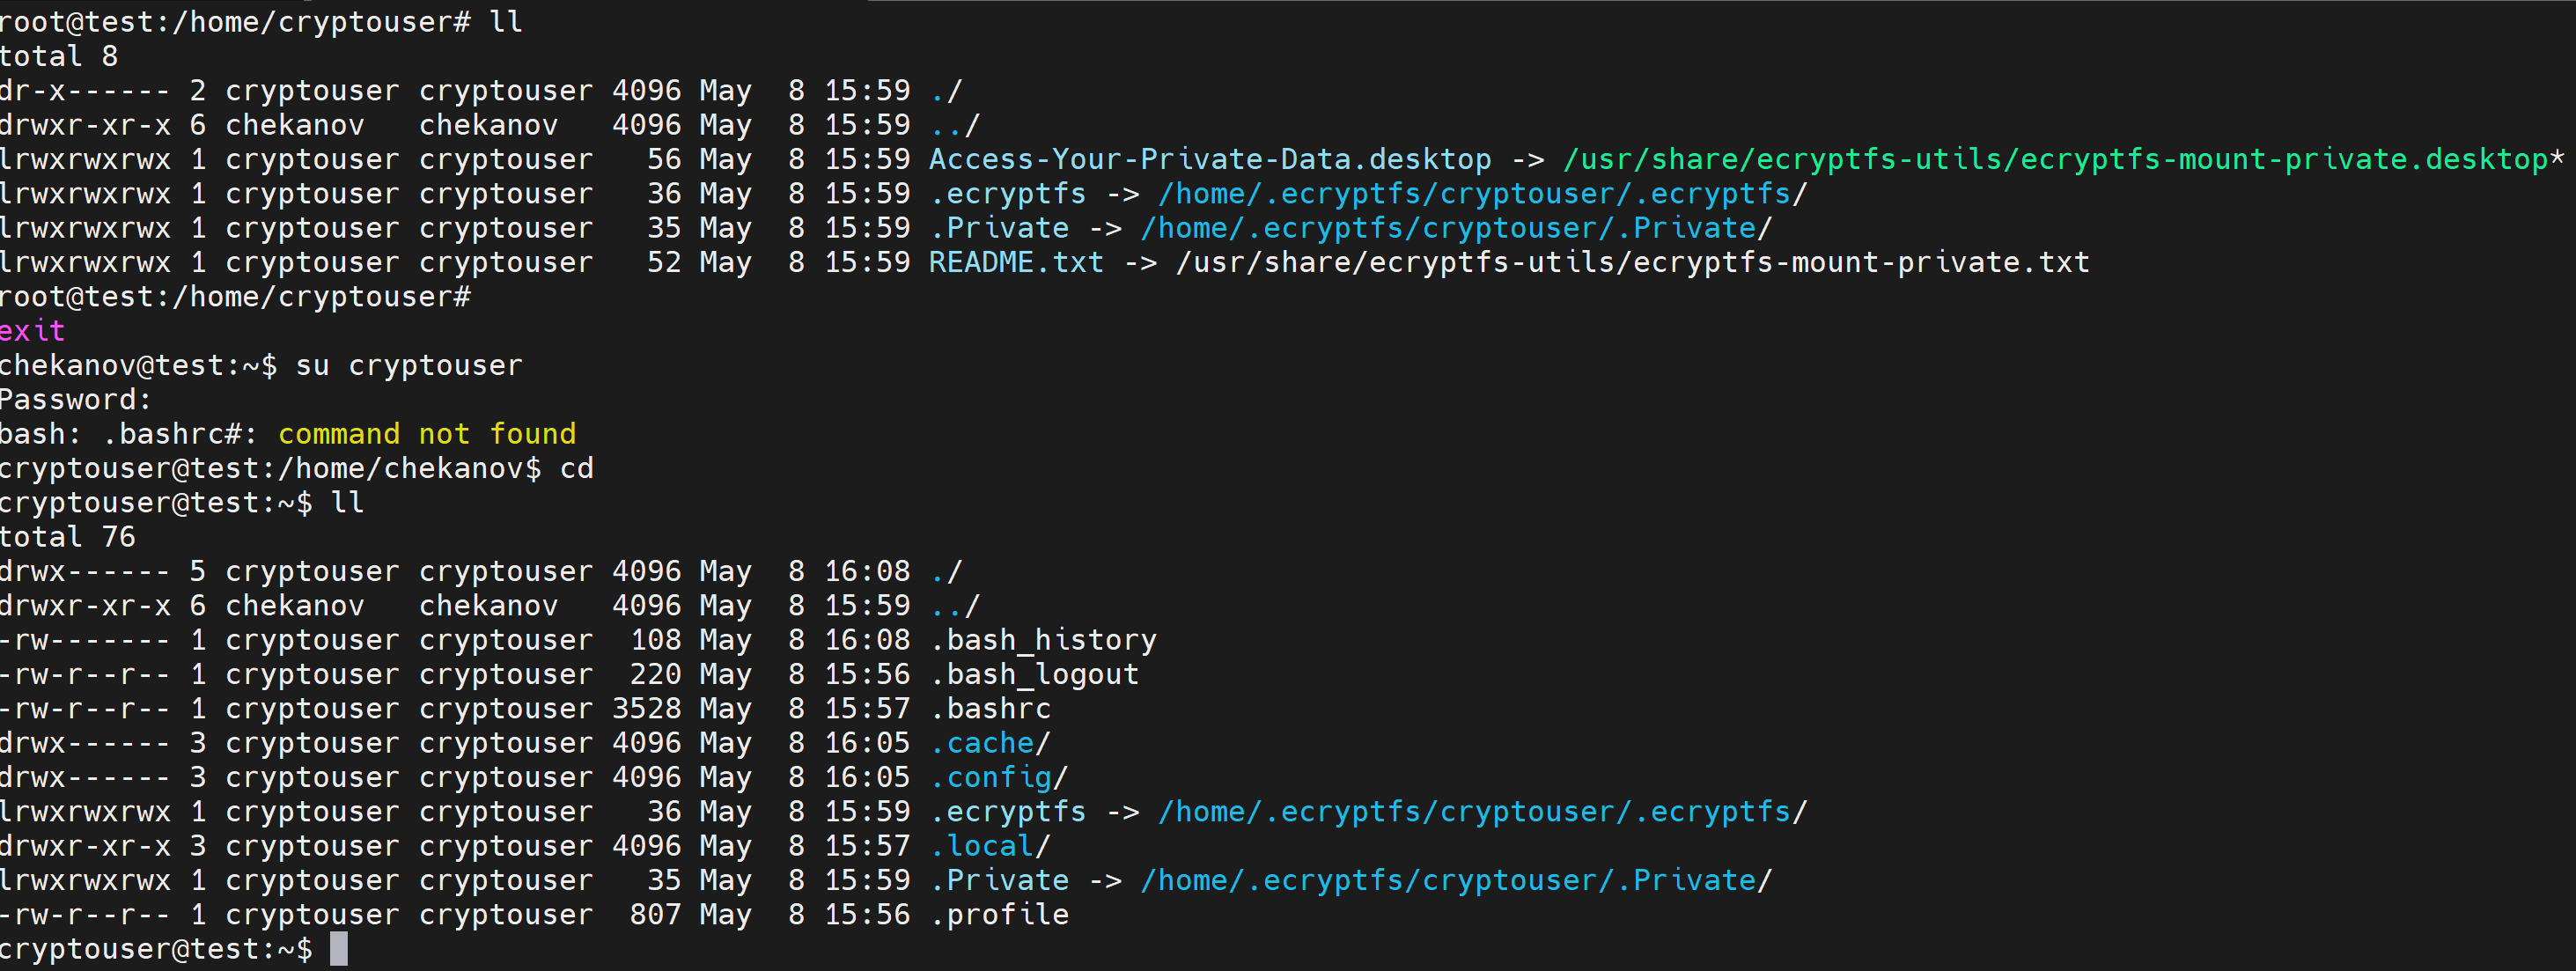 root@test:/home/cryptouser# ll
total 8
dr-x------ 2 cryptouser cryptouser 4096 May  8 15:59 ./
drwxr-xr-x 6 chekanov   chekanov   4096 May  8 15:59 ../
lrwxrwxrwx 1 cryptouser cryptouser   56 May  8 15:59 Access-Your-Private-Data.desktop -> /usr/share/ecryptfs-utils/ecryptfs-mount-private.desktop*
lrwxrwxrwx 1 cryptouser cryptouser   36 May  8 15:59 .ecryptfs -> /home/.ecryptfs/cryptouser/.ecryptfs/
lrwxrwxrwx 1 cryptouser cryptouser   35 May  8 15:59 .Private -> /home/.ecryptfs/cryptouser/.Private/
lrwxrwxrwx 1 cryptouser cryptouser   52 May  8 15:59 README.txt -> /usr/share/ecryptfs-utils/ecryptfs-mount-private.txt
root@test:/home/cryptouser#
exit
chekanov@test:~$ su cryptouser
Password:
bash: .bashrc#: command not found
cryptouser@test:/home/chekanov$ cd
cryptouser@test:~$ ll
total 76
drwx------ 5 cryptouser cryptouser 4096 May  8 16:08 ./
drwxr-xr-x 6 chekanov   chekanov   4096 May  8 15:59 ../
-rw------- 1 cryptouser cryptouser  108 May  8 16:08 .bash_history
-rw-r--r-- 1 cryptouser cryptouser  220 May  8 15:56 .bash_logout
-rw-r--r-- 1 cryptouser cryptouser 3528 May  8 15:57 .bashrc
drwx------ 3 cryptouser cryptouser 4096 May  8 16:05 .cache/
drwx------ 3 cryptouser cryptouser 4096 May  8 16:05 .config/
lrwxrwxrwx 1 cryptouser cryptouser   36 May  8 15:59 .ecryptfs -> /home/.ecryptfs/cryptouser/.ecryptfs/
drwxr-xr-x 3 cryptouser cryptouser 4096 May  8 15:57 .local/
lrwxrwxrwx 1 cryptouser cryptouser   35 May  8 15:59 .Private -> /home/.ecryptfs/cryptouser/.Private/
-rw-r--r-- 1 cryptouser cryptouser  807 May  8 15:56 .profile
cryptouser@test:~$